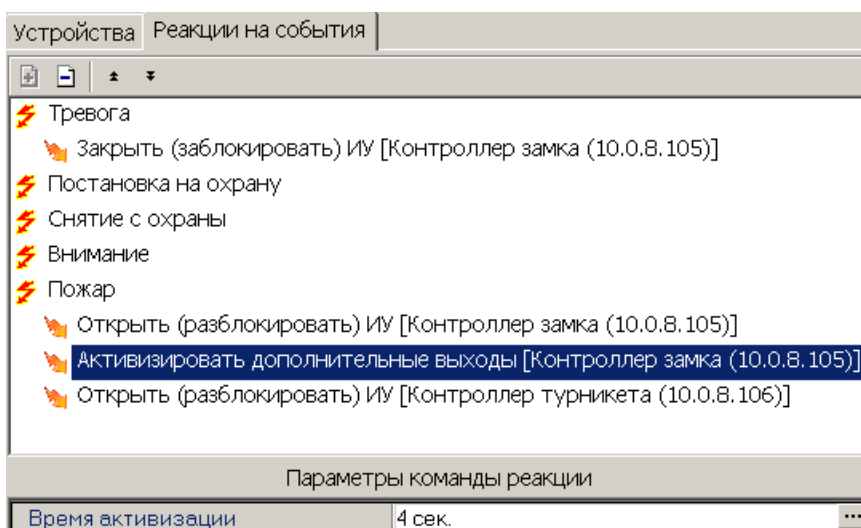 Устройства Реакции на события
Тревога
Закрыть (заблокировать) ИУ [Контроллер замка (10.0.8.105)]
Постановка на охрану
Снятие с охраны
Внимание
Пожар
Открыть (разблокировать) ИУ [Контроллер замка (10.0.8.105)]
Активизировать дополнительные выходы [Контроллер замка (10.0.8.105)]
Открыть (разблокировать) ИУ [Контроллер турникета (10.0.8.106)]
Параметры команды реакции
Время активизации 4 сек. ...